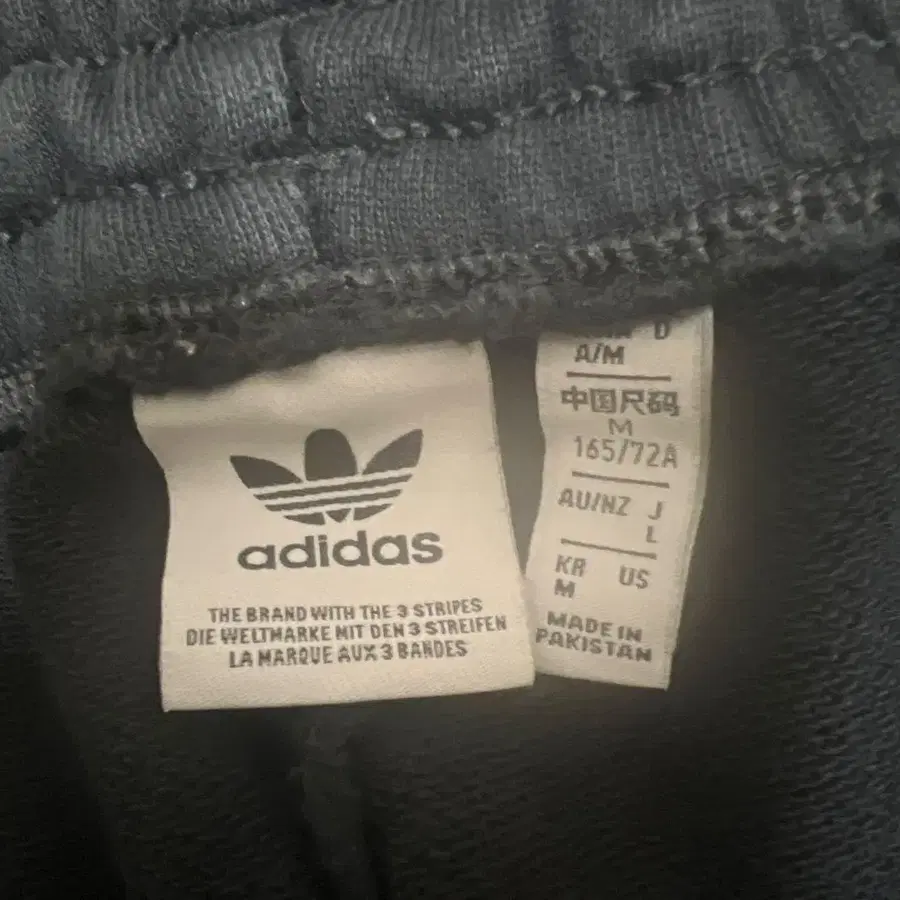 adidas
THE BRAND WITH THE 3 STRIPES
DIE WELTMARKE MIT DEN 3 STREIFEN
LA MARQUE AUX 3 BANDES
D
A/M
中国尺码
M
165/72A
AU/NZ J
L
KR US
M
MADE IN
PAKISTAN